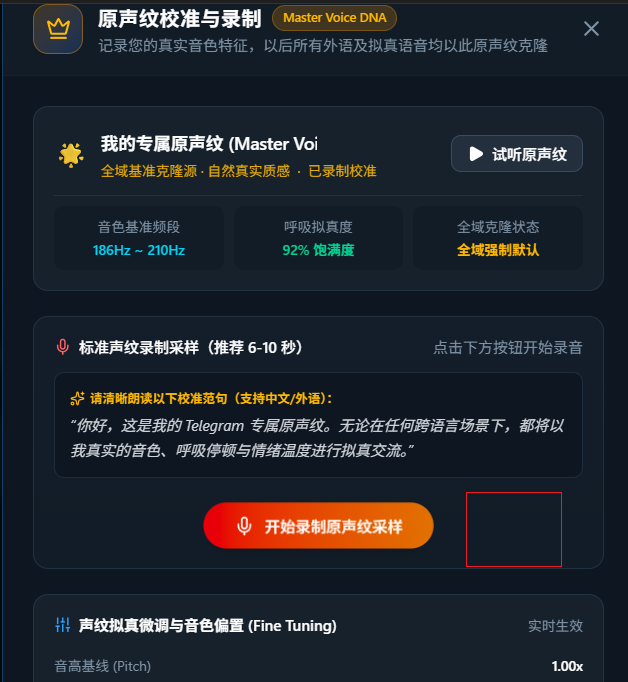 原声纹校准与录制 Master Voice DNA
记录您的真实音色特征，以后所有外语及拟真语音均以此原声纹克隆
我的专属原声纹 (Master Voi
试听原声纹
全域基准克隆源 · 自然真实质感 · 已录制校准
音色基准频段
186Hz ~ 210Hz
呼吸拟真度
92% 饱满度
全域克隆状态
全域强制默认
标准声纹录制采样（推荐 6-10 秒）
点击下方按钮开始录音
请清晰朗读以下校准范句（支持中文/外语）：
“你好，这是我的 Telegram 专属原声纹。无论在任何跨语言场景下，都将以
我真实的音色、呼吸停顿与情绪温度进行拟真交流。”
开始录制原声纹采样
声纹拟真微调与音色偏置 (Fine Tuning)
实时生效
音高基线 (Pitch)
1.00x